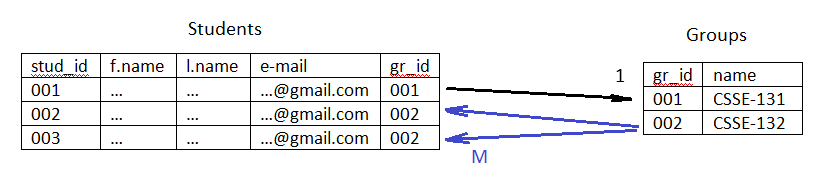 Students
Groups
stud_id f.name l.name e-mail gr_id
001 ... ... ...@gmail.com 001
002 ... ... ...@gmail.com 002
003 ... ... ...@gmail.com 002
1
M
gr_id name
001 CSSE-131
002 CSSE-132